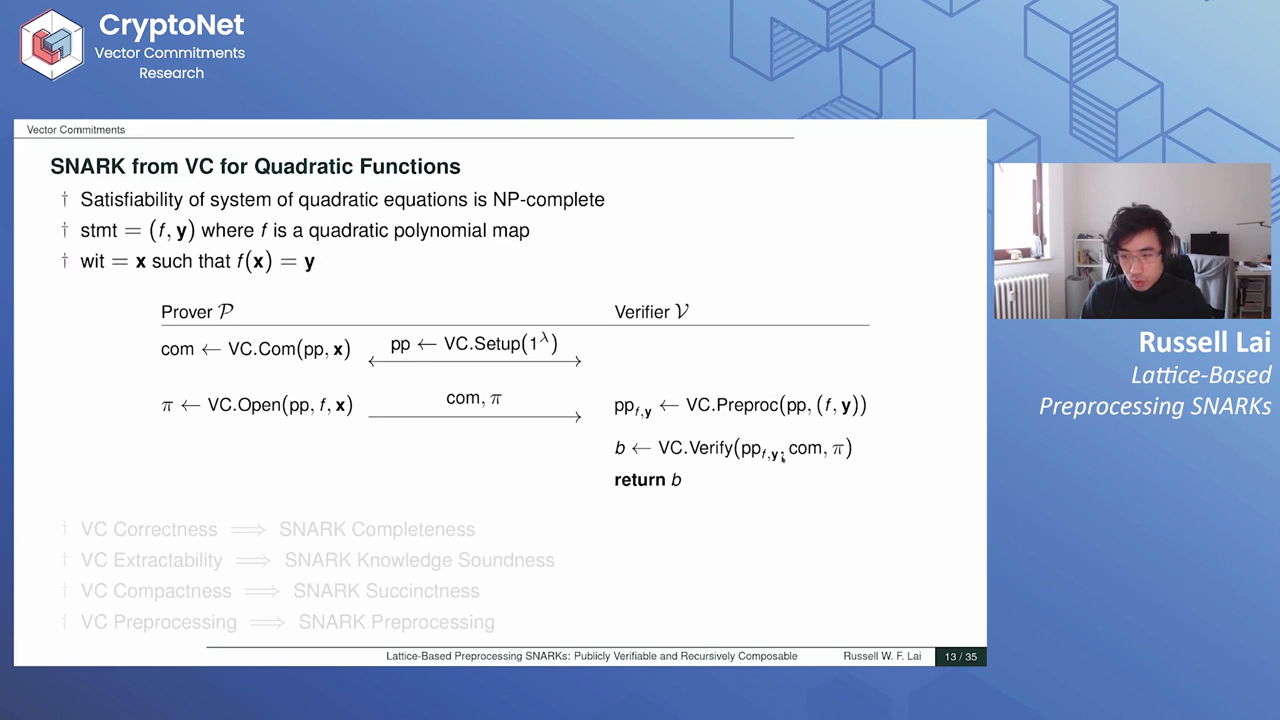 CryptoNet
Vector Commitments
Research
Vector Commitments
SNARK from VC for Quadratic Functions
† Satisfiability of system of quadratic equations is NP-complete
† stmt = (f, y) where f is a quadratic polynomial map
† wit = x such that f(x) = y
Prover 𝒫 Verifier 𝒱
com ← VC.Com(pp, x) pp ← VC.Setup(1^λ)
π ← VC.Open(pp, f, x) com, π pp_{f,y} ← VC.Preproc(pp, (f, y))
b ← VC.Verify(pp_{f,y}, com, π)
return b
† VC Correctness ⟹ SNARK Completeness
† VC Extractability ⟹ SNARK Knowledge Soundness
† VC Compactness ⟹ SNARK Succinctness
† VC Preprocessing ⟹ SNARK Preprocessing
Lattice-Based Preprocessing SNARKs: Publicly Verifiable and Recursively Composable Russell W. F. Lai 13 / 35
Russell Lai
Lattice-Based
Preprocessing SNARKs